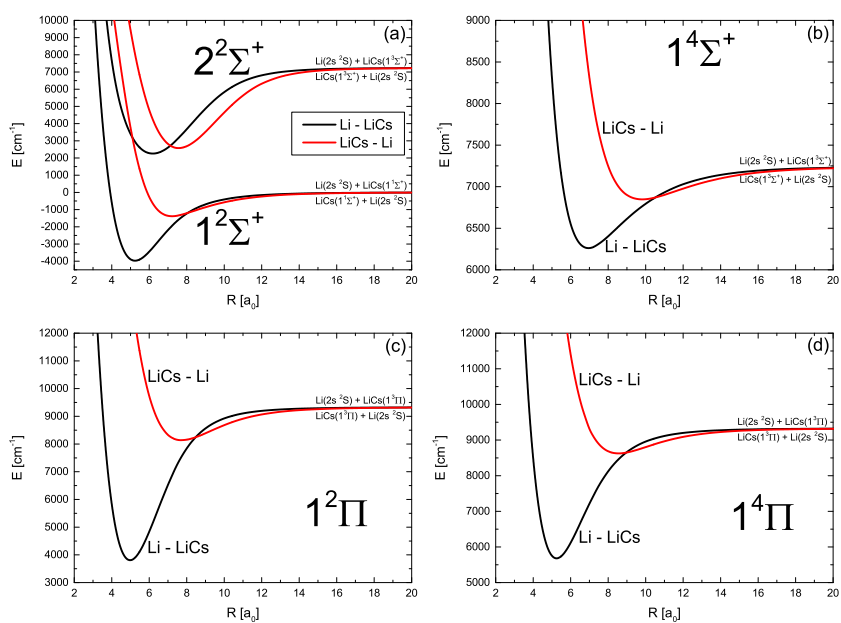 (a)
2²Σ⁺
Li(2s ²S) + LiCs(1³Σ⁺)
LiCs(1³Σ⁺) + Li(2s ²S)
Li - LiCs
LiCs - Li
Li(2s ²S) + LiCs(1¹Σ⁺)
LiCs(1¹Σ⁺) + Li(2s ²S)
1²Σ⁺
E [cm⁻¹]
10000
9000
8000
7000
6000
5000
4000
3000
2000
1000
0
-1000
-2000
-3000
-4000
2 4 6 8 10 12 14 16 18 20
R [a₀]
(b)
1⁴Σ⁺
LiCs - Li
Li(2s ²S) + LiCs(1³Σ⁺)
LiCs(1³Σ⁺) + Li(2s ²S)
Li - LiCs
E [cm⁻¹]
9000
8250
7500
6750
6000
2 4 6 8 10 12 14 16 18 20
R [a₀]
(c)
LiCs - Li
Li(2s ²S) + LiCs(1³Π)
LiCs(1³Π) + Li(2s ²S)
1²Π
Li - LiCs
E [cm⁻¹]
12000
11000
10000
9000
8000
7000
6000
5000
4000
3000
2 4 6 8 10 12 14 16 18 20
R [a₀]
(d)
LiCs - Li
Li(2s ²S) + LiCs(1³Π)
LiCs(1³Π) + Li(2s ²S)
1⁴Π
Li - LiCs
E [cm⁻¹]
12000
11000
10000
9000
8000
7000
6000
5000
2 4 6 8 10 12 14 16 18 20
R [a₀]